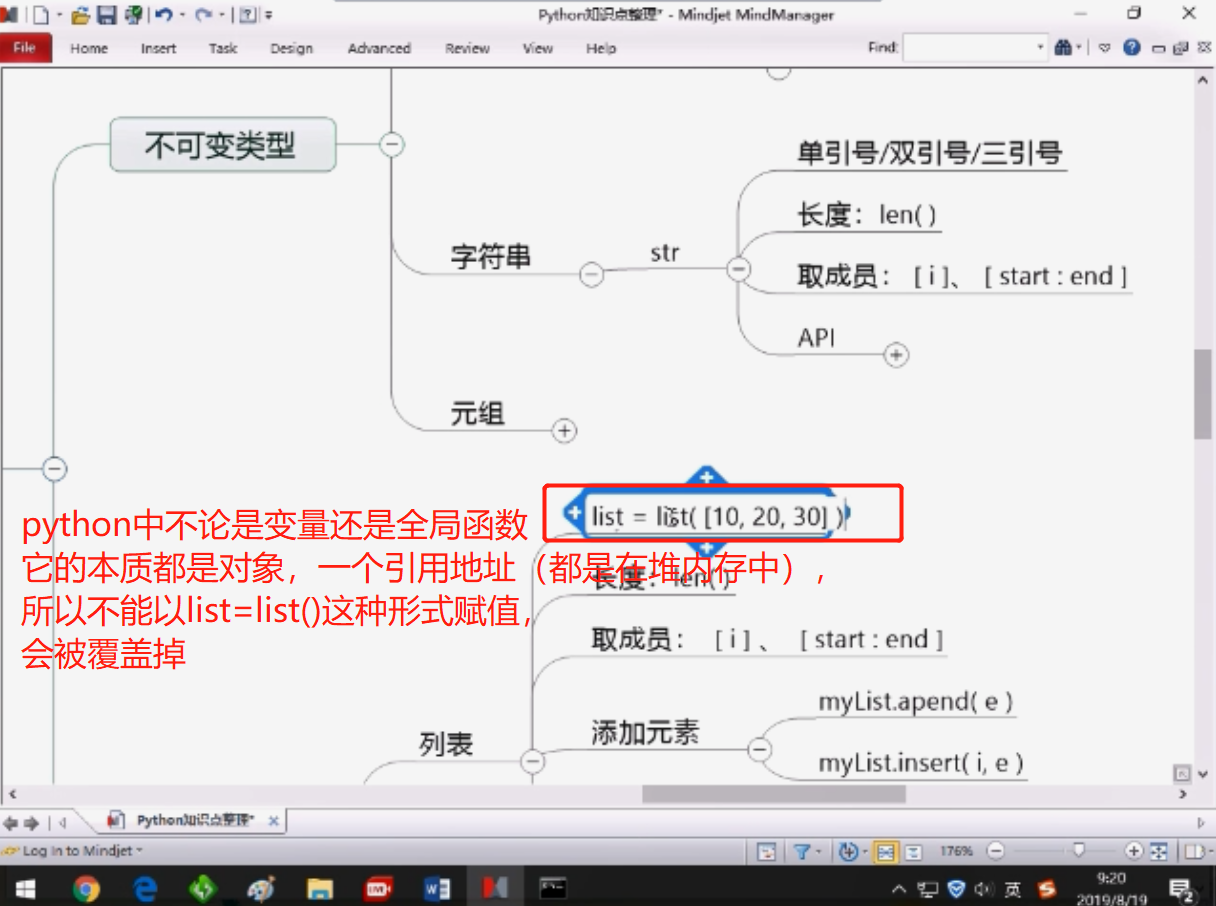 Python知识点整理* - Mindjet MindManager
File Home Insert Task Design Advanced Review View Help Find:
不可变类型
单引号/双引号/三引号
长度：len( )
字符串 str
取成员： [ i ]、 [ start : end ]
API
元组
list = list( [10, 20, 30] )
python中不论是变量还是全局函数
它的本质都是对象，一个引用地址（都是在堆内存中），
长度：len( )
所以不能以list=list()这种形式赋值，
会被覆盖掉
取成员： [ i ] 、 [ start : end ]
myList.apend( e )
添加元素
列表
myList.insert( i, e )
Python知识点整理*
Log In to Mindjet
176%
英
9:20
2019/8/19
2